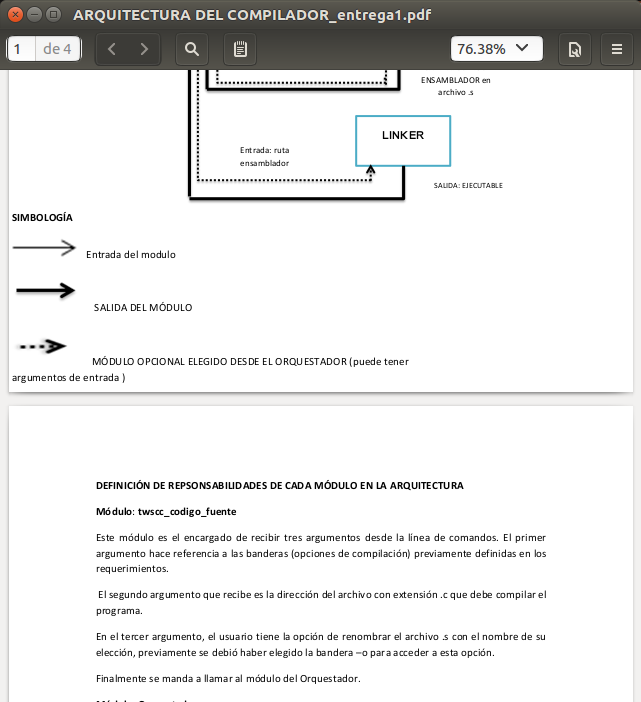 ARQUITECTURA DEL COMPILADOR_entrega1.pdf
1 de 4
76.38%
ENSAMBLADOR en
archivo .s
LINKER
Entrada: ruta
ensamblador
SALIDA: EJECUTABLE
SIMBOLOGÍA
Entrada del modulo
SALIDA DEL MÓDULO
MÓDULO OPCIONAL ELEGIDO DESDE EL ORQUESTADOR (puede tener
argumentos de entrada )
DEFINICIÓN DE REPSONSABILIDADES DE CADA MÓDULO EN LA ARQUITECTURA
Módulo: twscc_codigo_fuente
Este módulo es el encargado de recibir tres argumentos desde la línea de comandos. El primer
argumento hace referencia a las banderas (opciones de compilación) previamente definidas en los
requerimientos.
El segundo argumento que recibe es la dirección del archivo con extensión .c que debe compilar el
programa.
En el tercer argumento, el usuario tiene la opción de renombrar el archivo .s con el nombre de su
elección, previamente se debió haber elegido la bandera –o para acceder a esta opción.
Finalmente se manda a llamar al módulo del Orquestador.